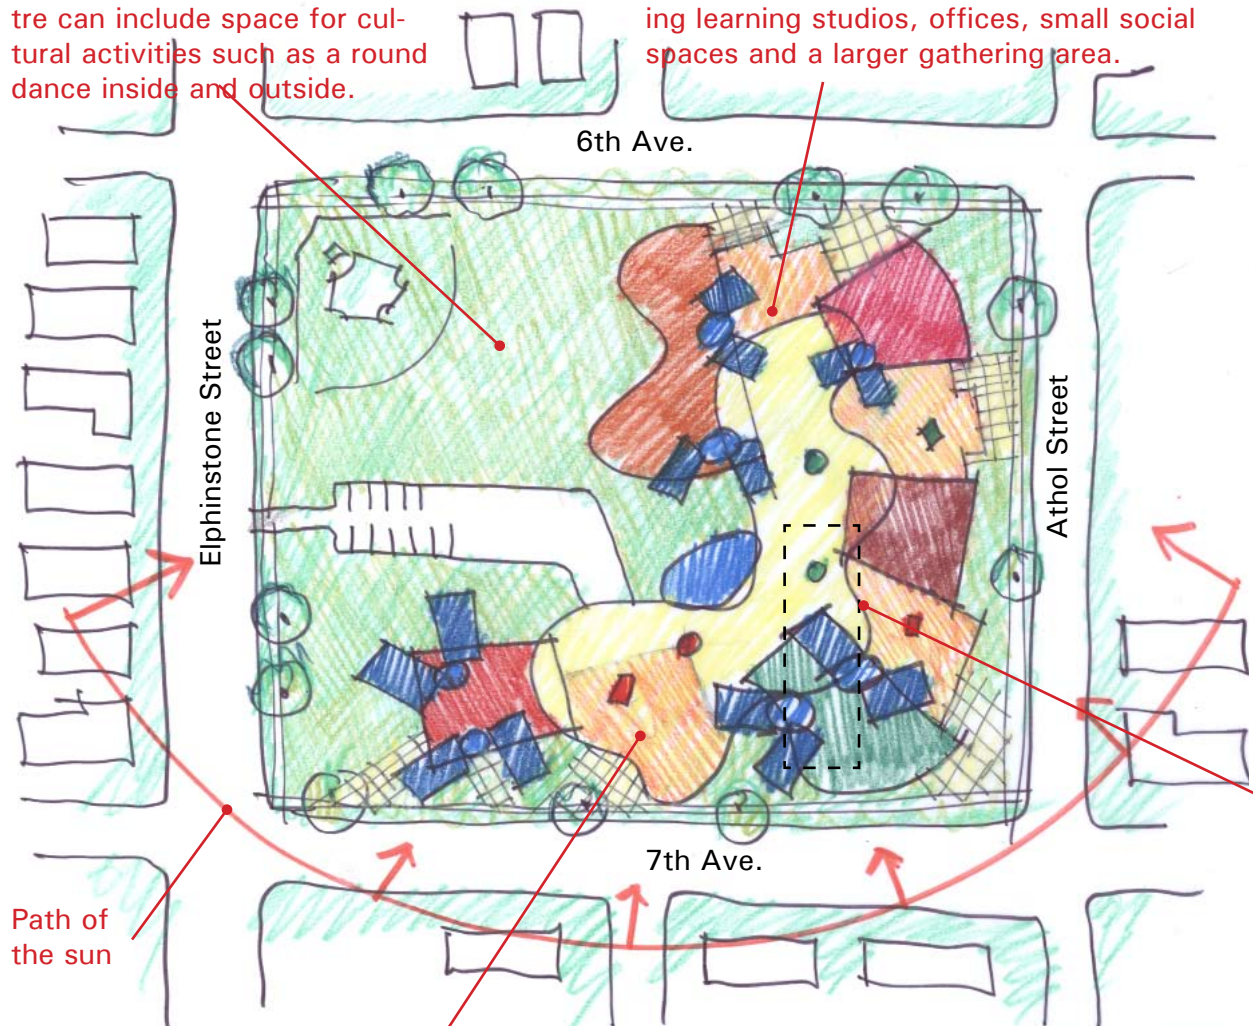 tre can include space for cul-
tural activities such as a round
dance inside and outside.
ing learning studios, offices, small social
spaces and a larger gathering area.
6th Ave.
Elphinstone Street
Athol Street
7th Ave.
Path of
the sun